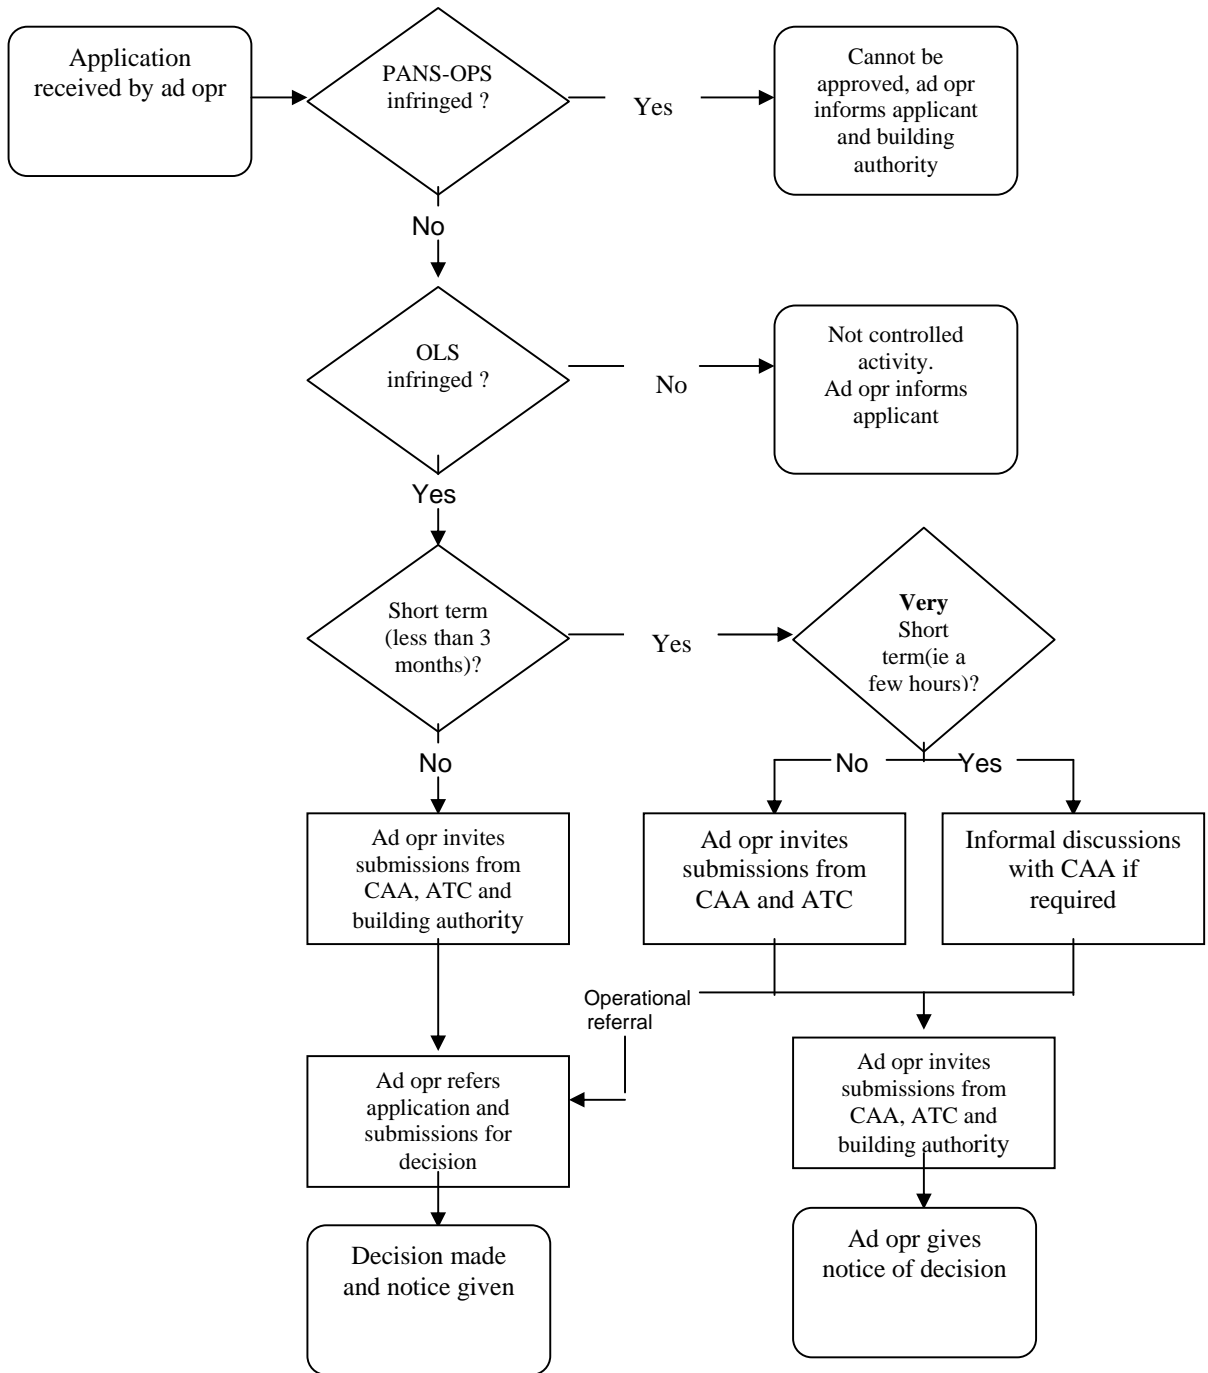 Application
received by ad opr
PANS-OPS
infringed ?
Yes
Cannot be
approved, ad opr
informs applicant
and building
authority
No
OLS
infringed ?
No
Not controlled
activity.
Ad opr informs
applicant
Yes
Short term
(less than 3
months)?
Yes
Very
Short
term(ie a
few hours)?
No
No
Yes
Ad opr invites
submissions from
CAA, ATC and
building authority
Ad opr invites
submissions from
CAA and ATC
Informal discussions
with CAA if
required
Operational
referral
Ad opr refers
application and
submissions for
decision
Ad opr invites
submissions from
CAA, ATC and
building authority
Decision made
and notice given
Ad opr gives
notice of decision